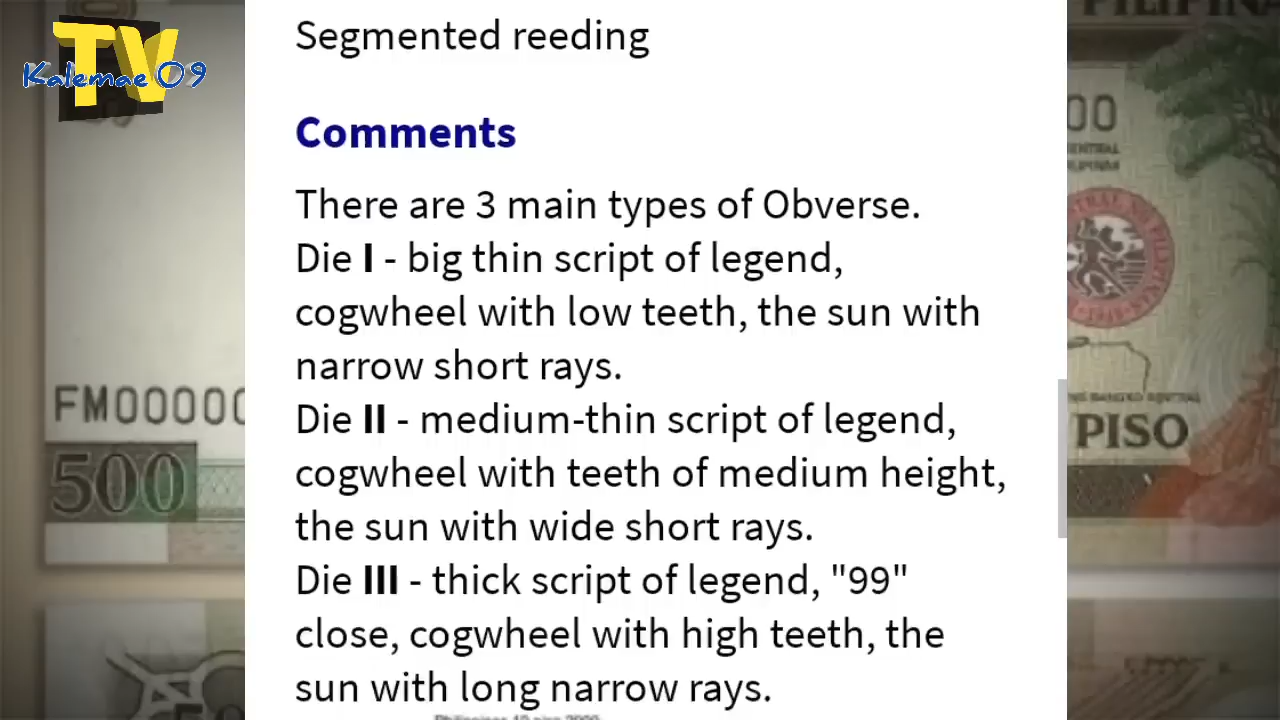 TV
Kalemae 09
Segmented reeding
Comments
There are 3 main types of Obverse.
Die I - big thin script of legend,
cogwheel with low teeth, the sun with
narrow short rays.
Die II - medium-thin script of legend,
cogwheel with teeth of medium height,
the sun with wide short rays.
Die III - thick script of legend, "99"
close, cogwheel with high teeth, the
sun with long narrow rays.
FM00000
500
PISO